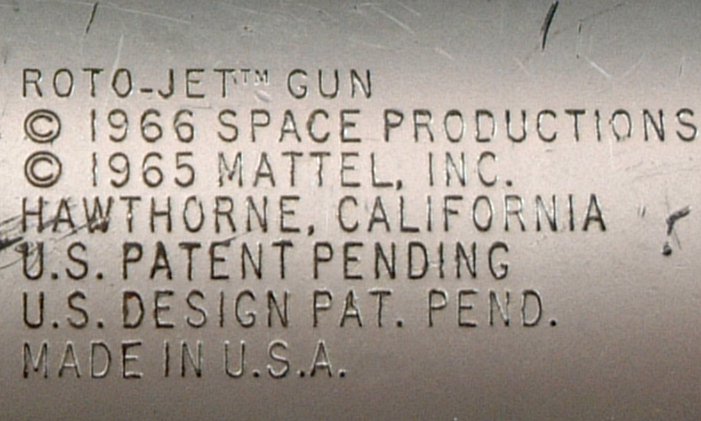 ROTO-JET™ GUN
© 1966 SPACE PRODUCTIONS
© 1965 MATTEL, INC.
HAWTHORNE, CALIFORNIA
U.S. PATENT PENDING
U.S. DESIGN PAT. PEND.
MADE IN U.S.A.